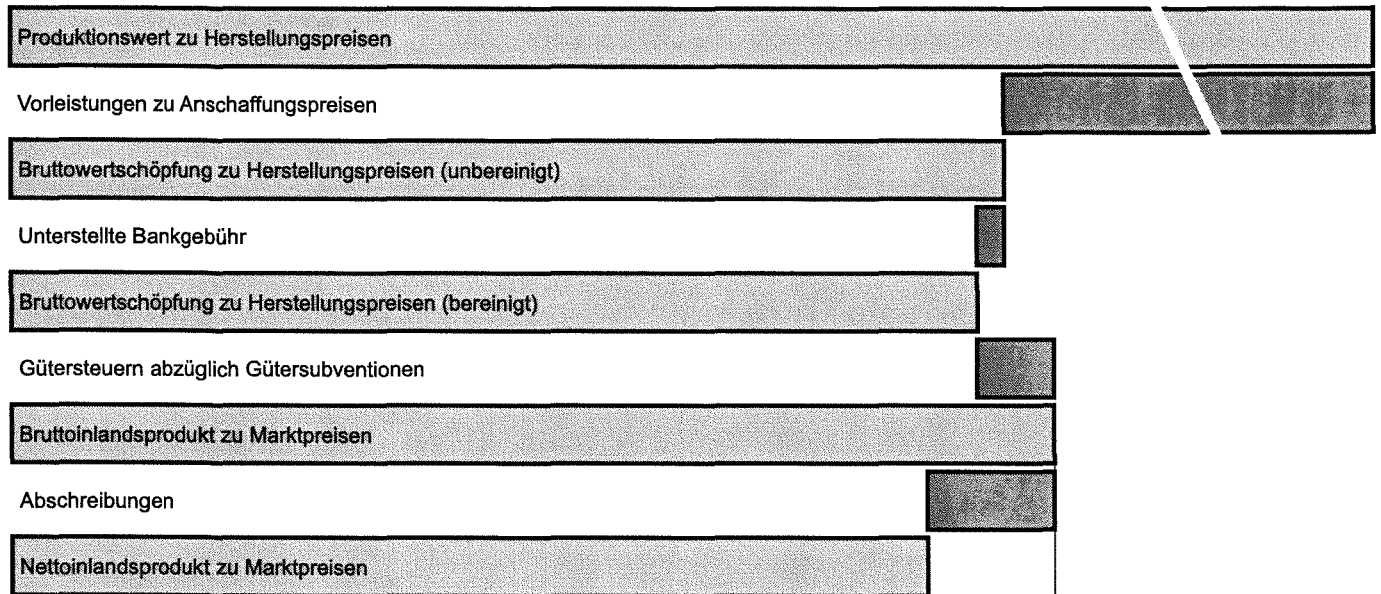 Produktionswert zu Herstellungspreisen
Vorleistungen zu Anschaffungspreisen
Bruttowertschöpfung zu Herstellungspreisen (unbereinigt)
Unterstellte Bankgebühr
Bruttowertschöpfung zu Herstellungspreisen (bereinigt)
Gütersteuern abzüglich Gütersubventionen
Bruttoinlandsprodukt zu Marktpreisen
Abschreibungen
Nettoinlandsprodukt zu Marktpreisen